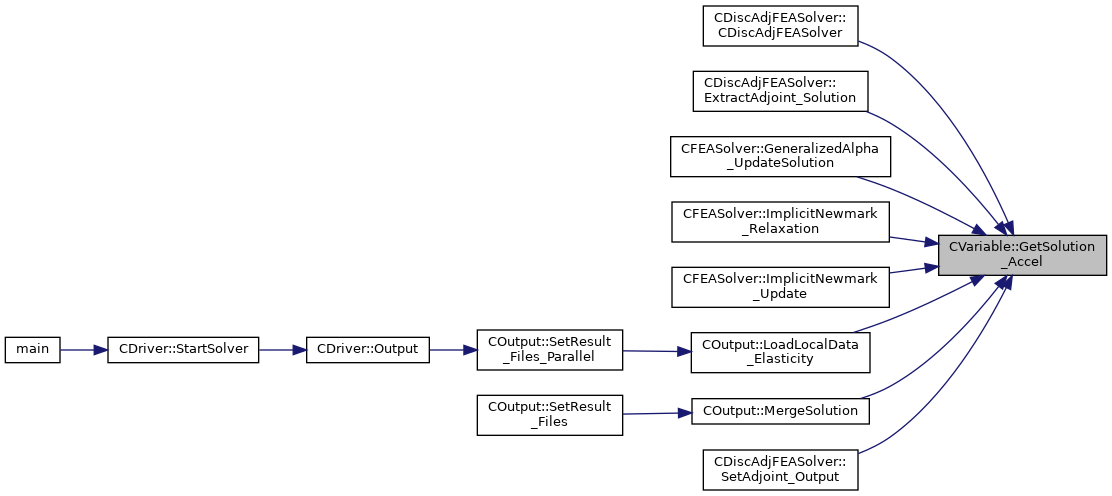 CDiscAdjFEASolver::
CDiscAdjFEASolver
CDiscAdjFEASolver::
ExtractAdjoint_Solution
CFEASolver::GeneralizedAlpha
_UpdateSolution
CFEASolver::ImplicitNewmark
_Relaxation
CVariable::GetSolution
_Accel
CFEASolver::ImplicitNewmark
_Update
main
CDriver::StartSolver
CDriver::Output
COutput::SetResult
_Files_Parallel
COutput::LoadLocalData
_Elasticity
COutput::SetResult
_Files
COutput::MergeSolution
CDiscAdjFEASolver::
SetAdjoint_Output